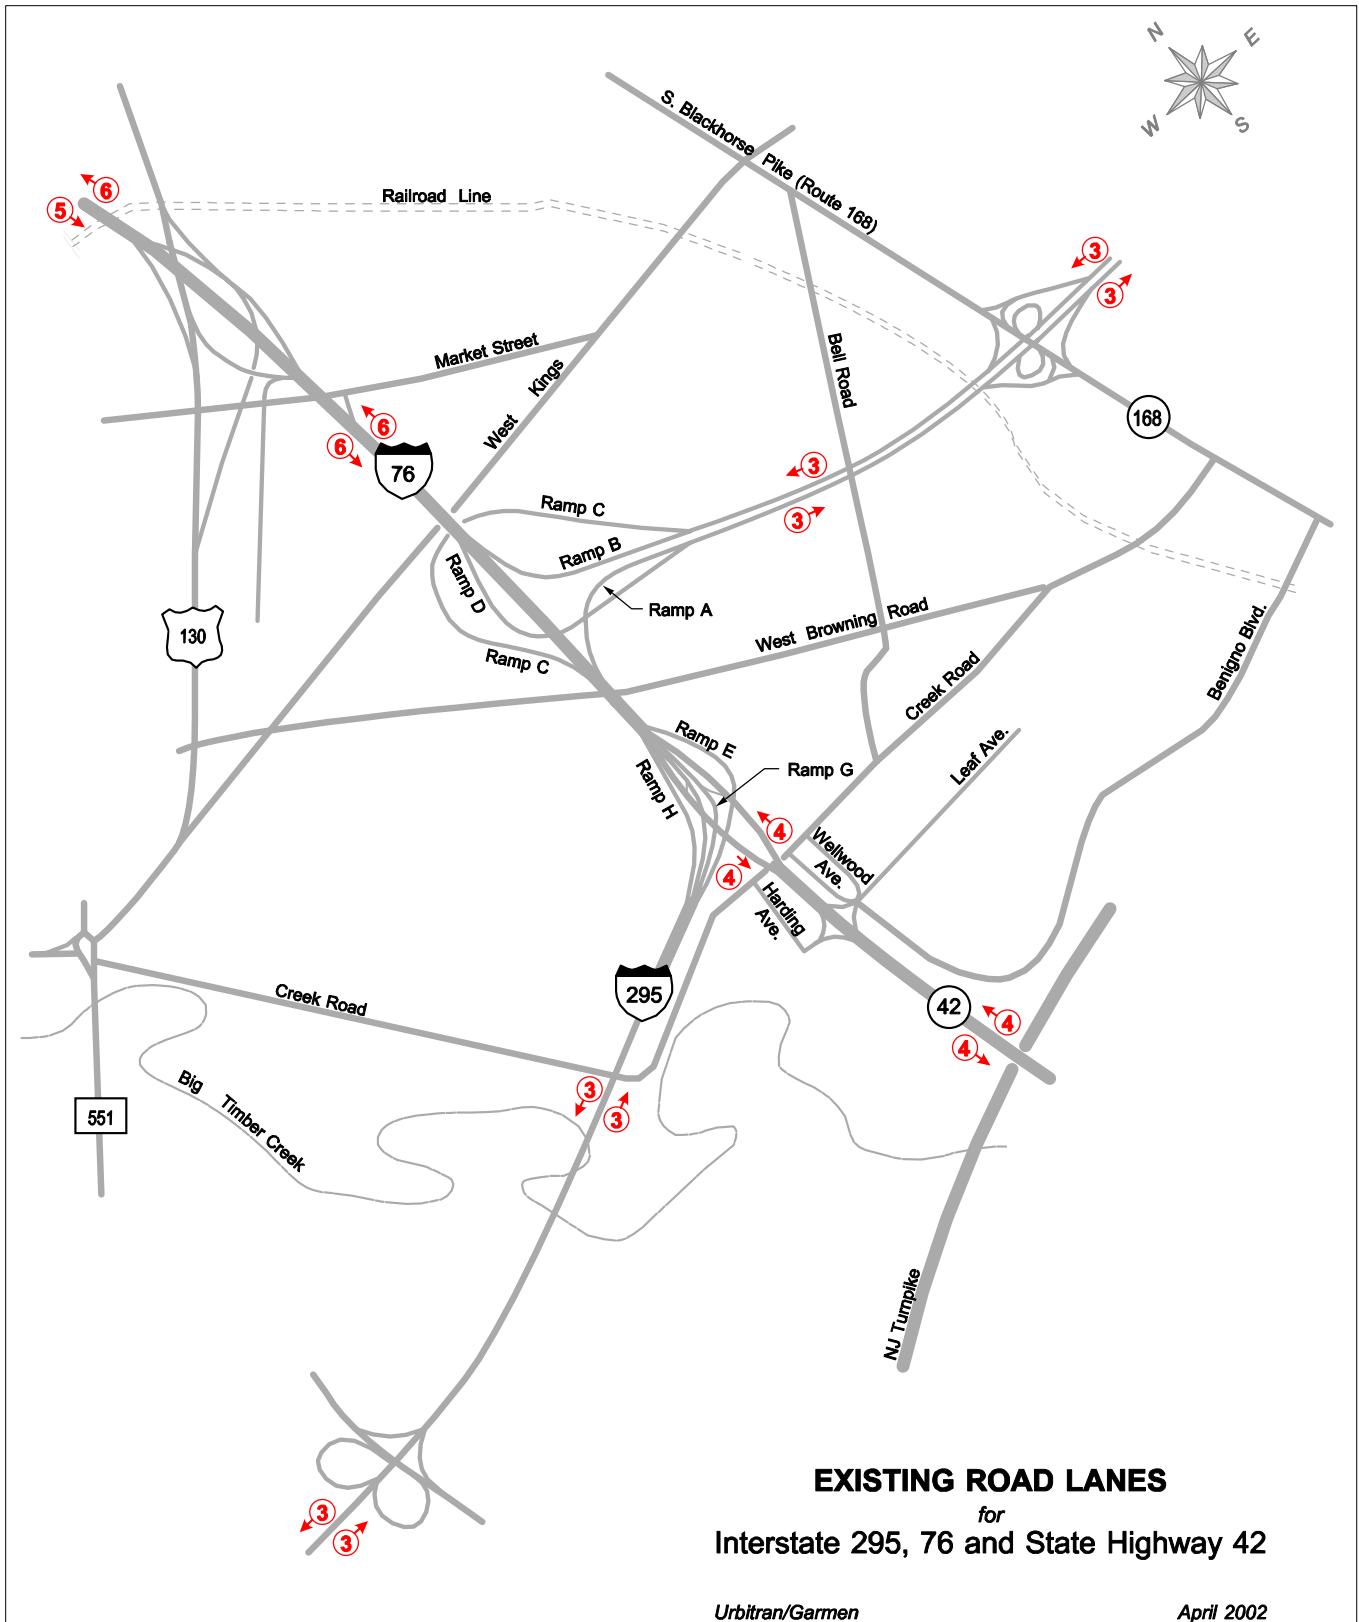 N
E
W
S
S. Blackhorse Pike (Route 168)
6
5
Railroad Line
3
3
Market Street
West Kings
Bell Road
168
6
6
76
3
3
Ramp C
Ramp B
Ramp D
Ramp A
130
Ramp C
West Browning Road
Creek Road
Benigno Blvd.
Ramp E
Ramp G
Ramp H
Leaf Ave.
4
4
Wellwood
Ave.
Harding
Ave.
295
42
4
4
Creek Road
3
3
Big Timber Creek
551
NJ Turnpike
3
3
EXISTING ROAD LANES
for
Interstate 295, 76 and State Highway 42
Urbitran/Garmen
April 2002